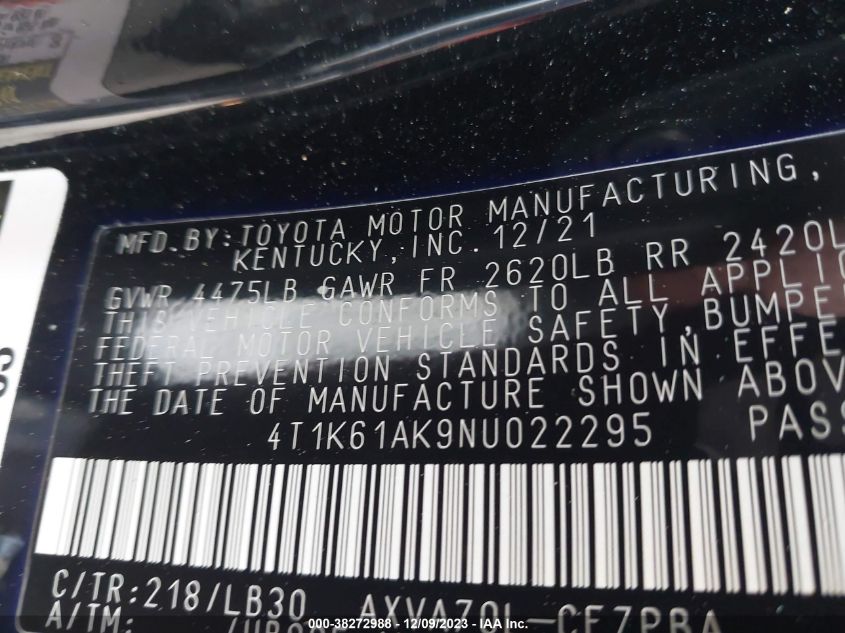 MFD.BY:TOYOTA MOTOR MANUFACTURING,
KENTUCKY, INC. 12/21
GVWR 4475LB GAWR FR 2620LB RR 2420L
THIS VEHICLE CONFORMS TO ALL APPLIC
FEDERAL MOTOR VEHICLE SAFETY,BUMPE
THEFT PREVENTION STANDARDS IN EFFE
THE DATE OF MANUFACTURE SHOWN ABOV
4T1K61AK9NU022295 PASS
C/TR:218/LB30 AXVA70L-CE7PBA
A/TM:
000-38272988 - 12/09/2023 - IAA Inc.